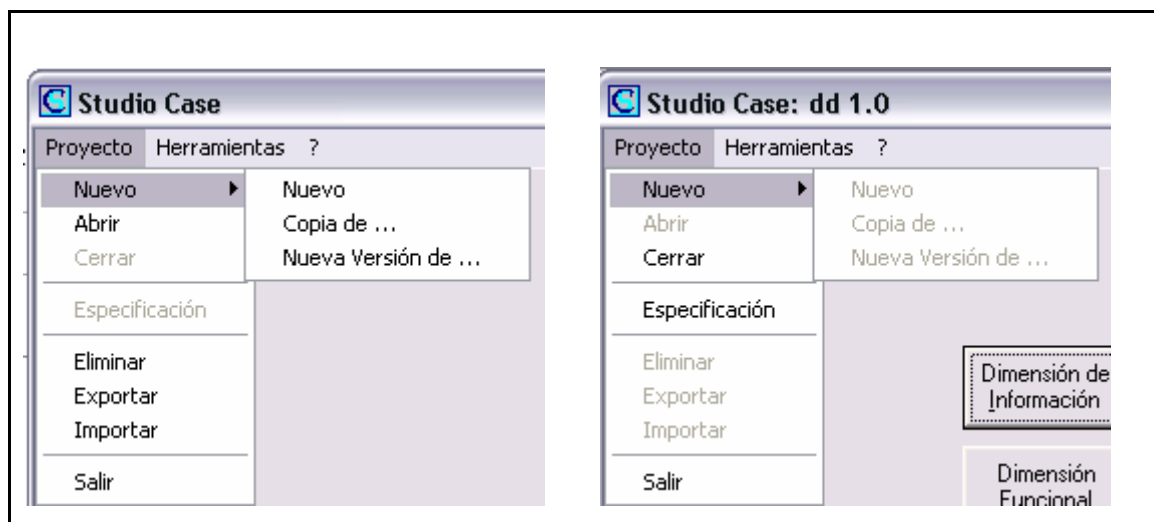 Studio Case
Proyecto Herramientas ?
Nuevo
Abrir
Cerrar
Especificación
Eliminar
Exportar
Importar
Salir
Nuevo
Copia de ...
Nueva Versión de ...
Studio Case: dd 1.0
Proyecto Herramientas ?
Nuevo
Abrir
Cerrar
Especificación
Eliminar
Exportar
Importar
Salir
Nuevo
Copia de ...
Nueva Versión de ...
Dimensión de
Información
Dimensión
Funcional